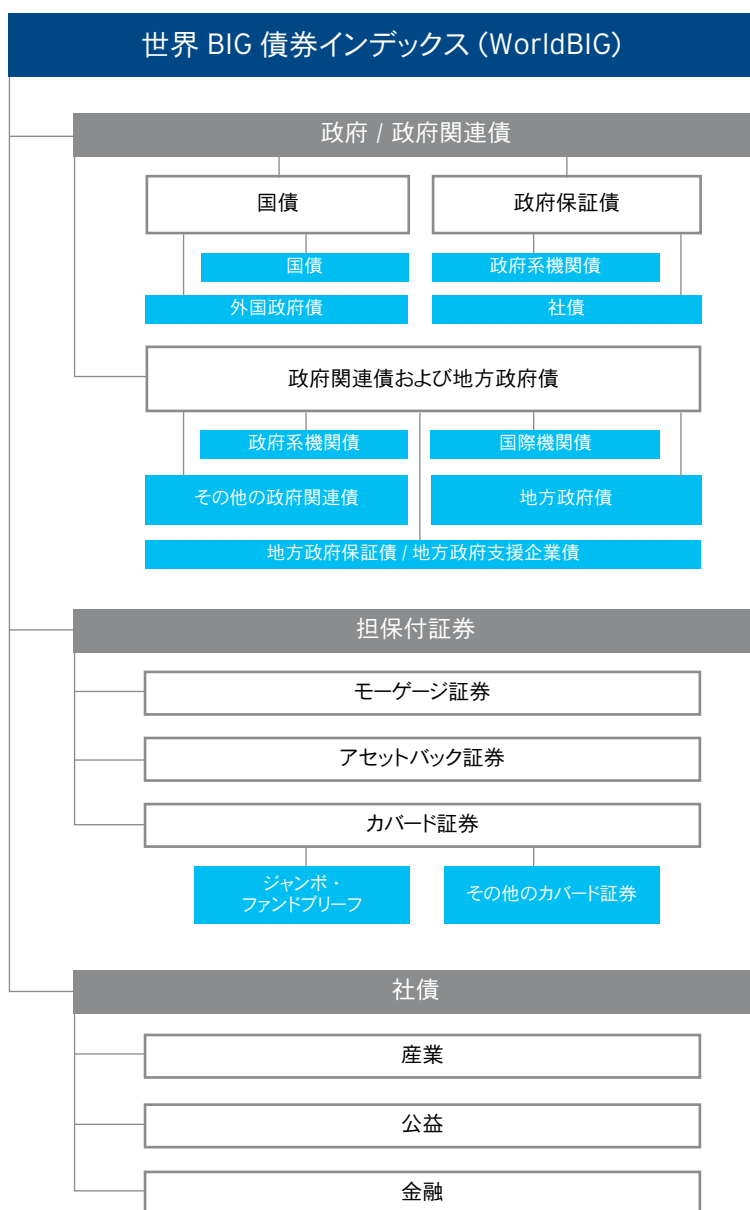 世界 BIG 債券インデックス (WorldBIG)
政府 / 政府関連債
国債
政府保証債
国債
政府系機関債
外国政府債
社債
政府関連債および地方政府債
政府系機関債
国際機関債
その他の政府関連債
地方政府債
地方政府保証債 / 地方政府支援企業債
担保付証券
モーゲージ証券
アセットバック証券
カバード証券
ジャンボ・
ファンドブリーフ
その他のカバード証券
社債
産業
公益
金融